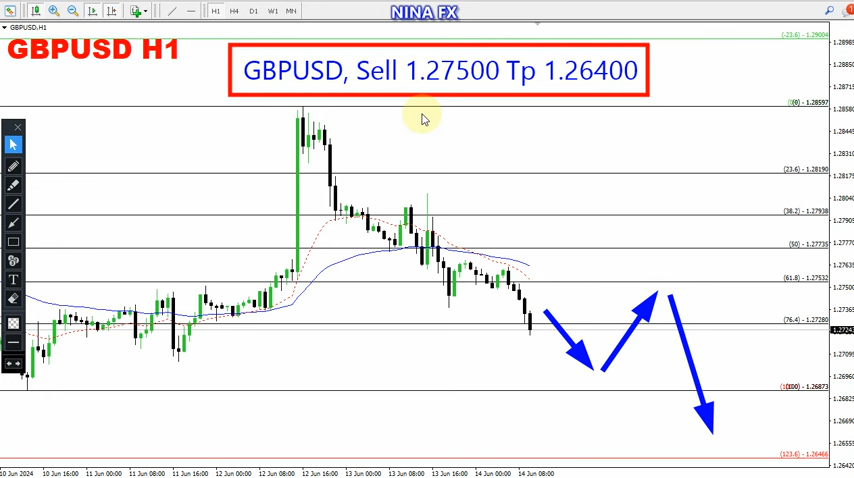 H1 H4 D1 W1 MN
NINA FX
GBPUSD,H1
GBPUSD H1
GBPUSD, Sell 1.27500 Tp 1.26400
(-23.6) - 1.29004
(0) - 1.28597
(23.6) - 1.28190
(38.2) - 1.27938
(50) - 1.27735
(61.8) - 1.27532
(76.4) - 1.27280
(100) - 1.26873
(123.6) - 1.26466
1.28985
1.28850
1.28715
1.28580
1.28445
1.28310
1.28175
1.28040
1.27905
1.27770
1.27635
1.27500
1.27365
1.27241
1.27095
1.26960
1.26825
1.26690
1.26555
1.26420
10 Jun 2024 10 Jun 16:00 11 Jun 00:00 11 Jun 08:00 11 Jun 16:00 12 Jun 00:00 12 Jun 08:00 12 Jun 16:00 13 Jun 00:00 13 Jun 08:00 13 Jun 16:00 14 Jun 00:00 14 Jun 08:00